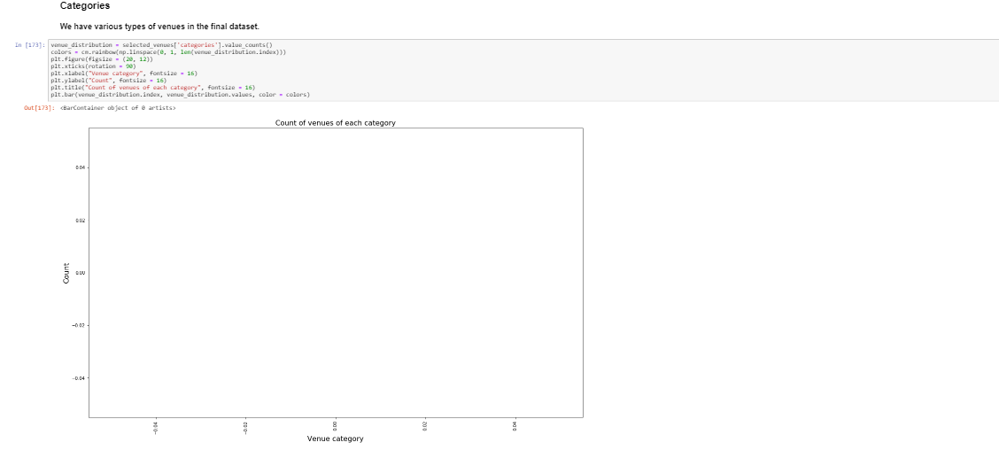 Categories
We have various types of venues in the final dataset.
In [173]:
venue_distribution = selected_venues['categories'].value_counts()
colors = cm.rainbow(np.linspace(0, 1, len(venue_distribution.index)))
plt.figure(figsize = (20, 12))
plt.xticks(rotation = 90)
plt.xlabel("Venue category", fontsize = 16)
plt.ylabel("Count", fontsize = 16)
plt.title("Count of venues of each category", fontsize = 16)
plt.bar(venue_distribution.index, venue_distribution.values, color = colors)
Out[173]: <BarContainer object of 0 artists>
Count of venues of each category
0.04
0.02
0.00
−0.02
−0.04
Count
−0.04
−0.02
0.00
0.02
0.04
Venue category